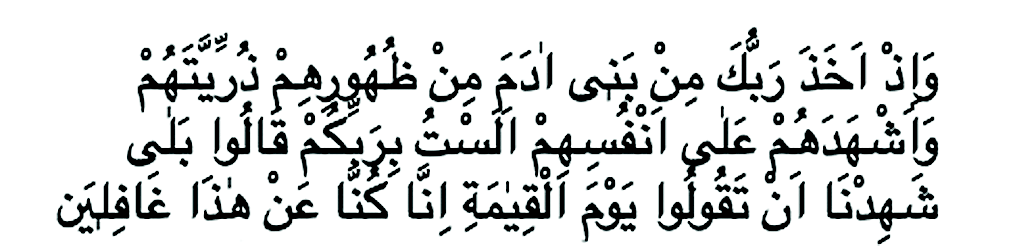 وَاِذْ اَخَذَ رَبُّكَ مِنْ بَنٖى اٰدَمَ مِنْ ظُهُورِهِمْ ذُرِّيَّتَهُمْ
وَاَشْهَدَهُمْ عَلٰى اَنْفُسِهِمْ اَلَسْتُ بِرَبِّكُمْ قَالُوا بَلٰى
شَهِدْنَا اَنْ تَقُولُوا يَوْمَ الْقِيٰمَةِ اِنَّا كُنَّا عَنْ هٰذَا غَافِلٖينَ